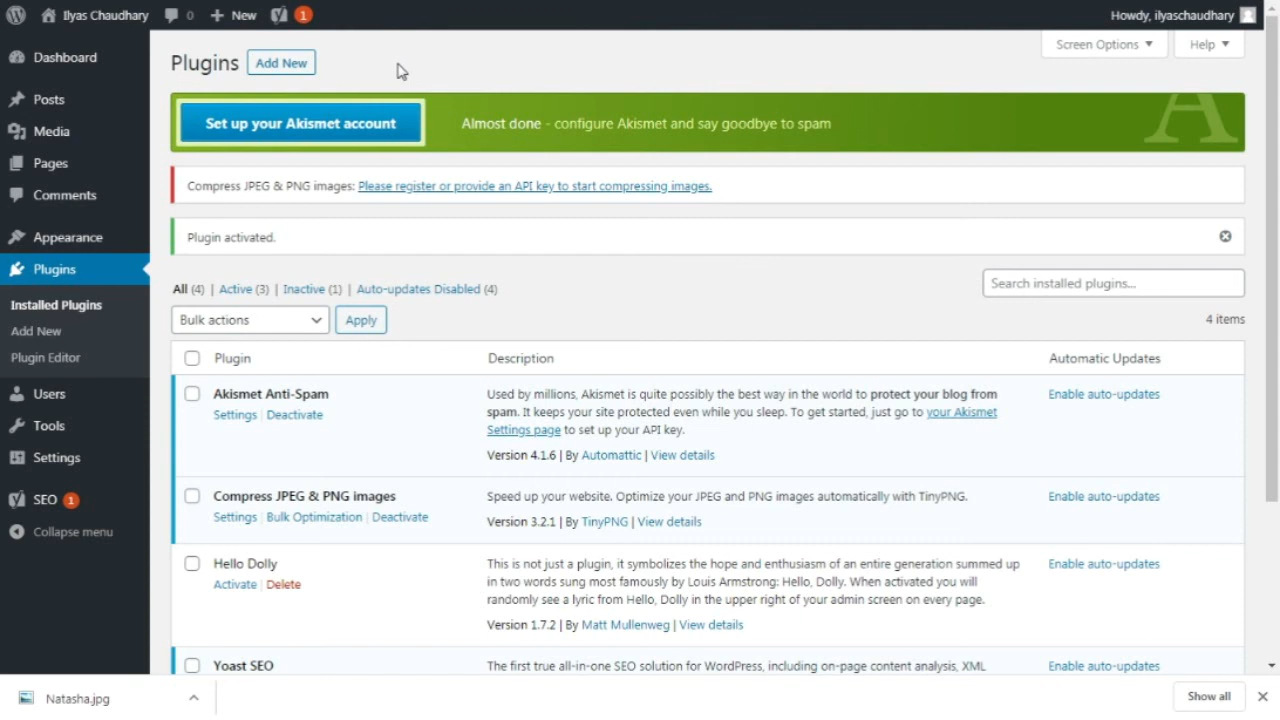 Ilyas Chaudhary 0 New 1 Howdy, ilyaschaudhary
Dashboard
Posts
Media
Pages
Comments
Appearance
Plugins
Installed Plugins
Add New
Plugin Editor
Users
Tools
Settings
SEO 1
Collapse menu
Screen Options Help
Plugins Add New
Set up your Akismet account Almost done - configure Akismet and say goodbye to spam
Compress JPEG & PNG images: Please register or provide an API key to start compressing images.
Plugin activated.
All (4) | Active (3) | Inactive (1) | Auto-updates Disabled (4)
Search installed plugins...
Bulk actions Apply
4 items
Plugin Description Automatic Updates
Akismet Anti-Spam
Settings | Deactivate
Used by millions, Akismet is quite possibly the best way in the world to protect your blog from
spam. It keeps your site protected even while you sleep. To get started, just go to your Akismet
Settings page to set up your API key.
Version 4.1.6 | By Automattic | View details
Enable auto-updates
Compress JPEG & PNG images
Settings | Bulk Optimization | Deactivate
Speed up your website. Optimize your JPEG and PNG images automatically with TinyPNG.
Version 3.2.1 | By TinyPNG | View details
Enable auto-updates
Hello Dolly
Activate | Delete
This is not just a plugin, it symbolizes the hope and enthusiasm of an entire generation summed up
in two words sung most famously by Louis Armstrong: Hello, Dolly. When activated you will
randomly see a lyric from Hello, Dolly in the upper right of your admin screen on every page.
Version 1.7.2 | By Matt Mullenweg | View details
Enable auto-updates
Yoast SEO
The first true all-in-one SEO solution for WordPress, including on-page content analysis, XML
Enable auto-updates
Natasha.jpg Show all